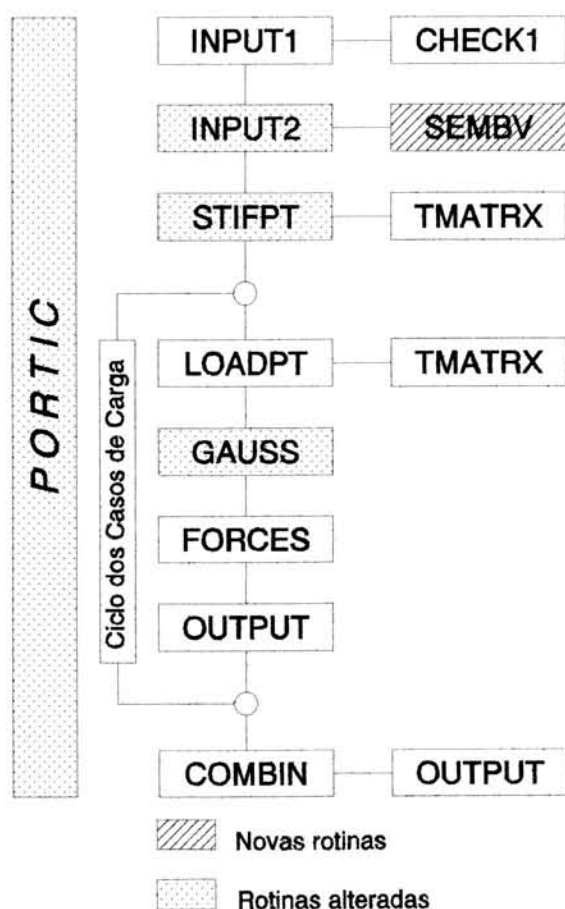 PORTIC
INPUT1 CHECK1
INPUT2 SEMBV
STIFPT TMATRX
Ciclo dos Casos de Carga
LOADPT TMATRX
GAUSS
FORCES
OUTPUT
COMBIN OUTPUT
Novas rotinas
Rotinas alteradas